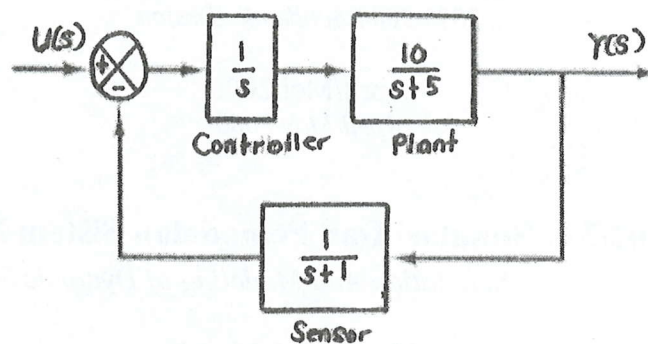 U(s)
+
-
1
s
10
s+5
Y(s)
Controller
Plant
1
s+1
Sensor